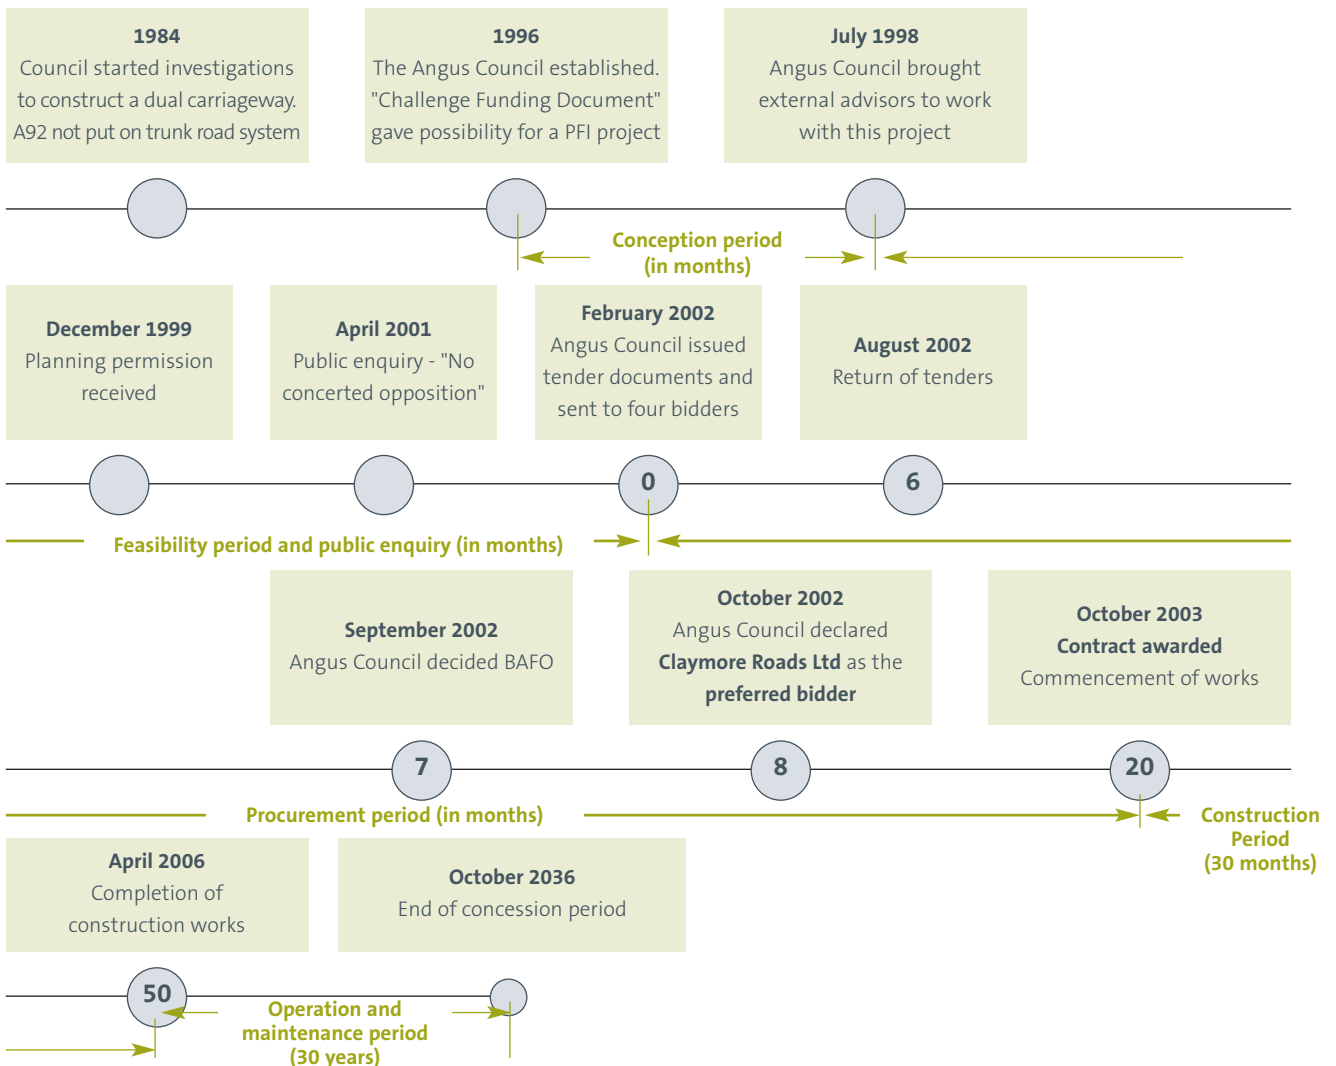 1984
Council started investigations
to construct a dual carriageway.
A92 not put on trunk road system
1996
The Angus Council established.
"Challenge Funding Document"
gave possibility for a PFI project
July 1998
Angus Council brought
external advisors to work
with this project
Conception period
(in months)
December 1999
Planning permission
received
April 2001
Public enquiry - "No
concerted opposition"
February 2002
Angus Council issued
tender documents and
sent to four bidders
August 2002
Return of tenders
0
6
Feasibility period and public enquiry (in months)
September 2002
Angus Council decided BAFO
October 2002
Angus Council declared
Claymore Roads Ltd as the
preferred bidder
October 2003
Contract awarded
Commencement of works
7
8
20
Procurement period (in months)
Construction
Period
(30 months)
April 2006
Completion of
construction works
October 2036
End of concession period
50
Operation and
maintenance period
(30 years)